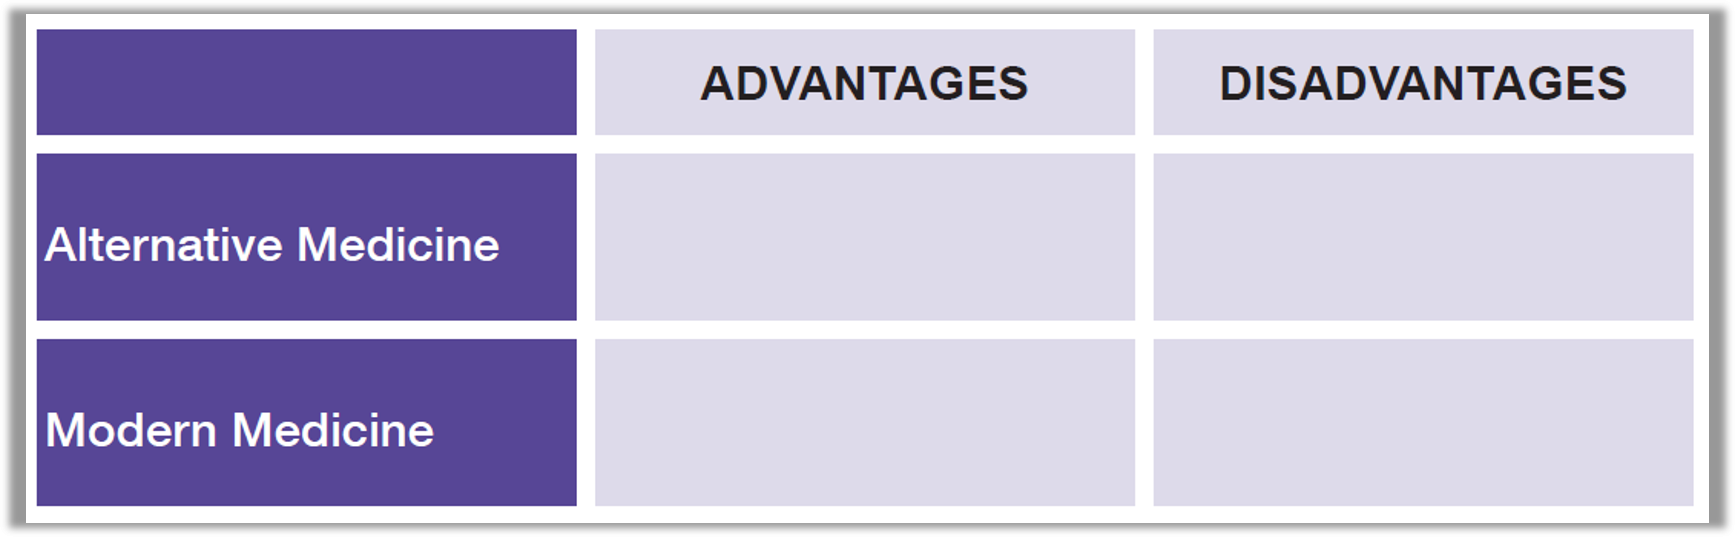 ADVANTAGES DISADVANTAGES
Alternative Medicine
Modern Medicine